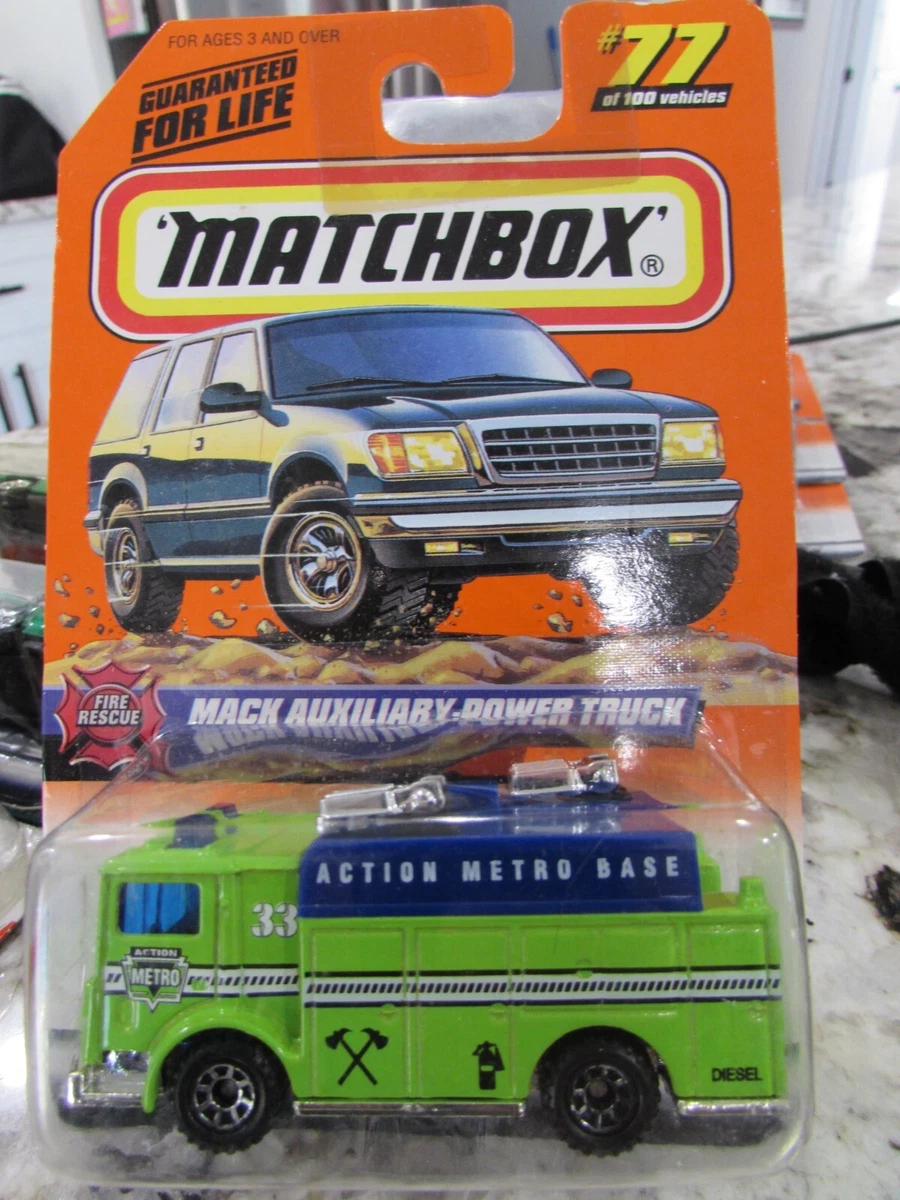 FOR AGES 3 AND OVER
GUARANTEED
FOR LIFE
#77
of 100 vehicles
'MATCHBOX'®
FIRE
RESCUE
MACK AUXILIARY-POWER TRUCK
ACTION METRO BASE
33
ACTION
METRO
DIESEL